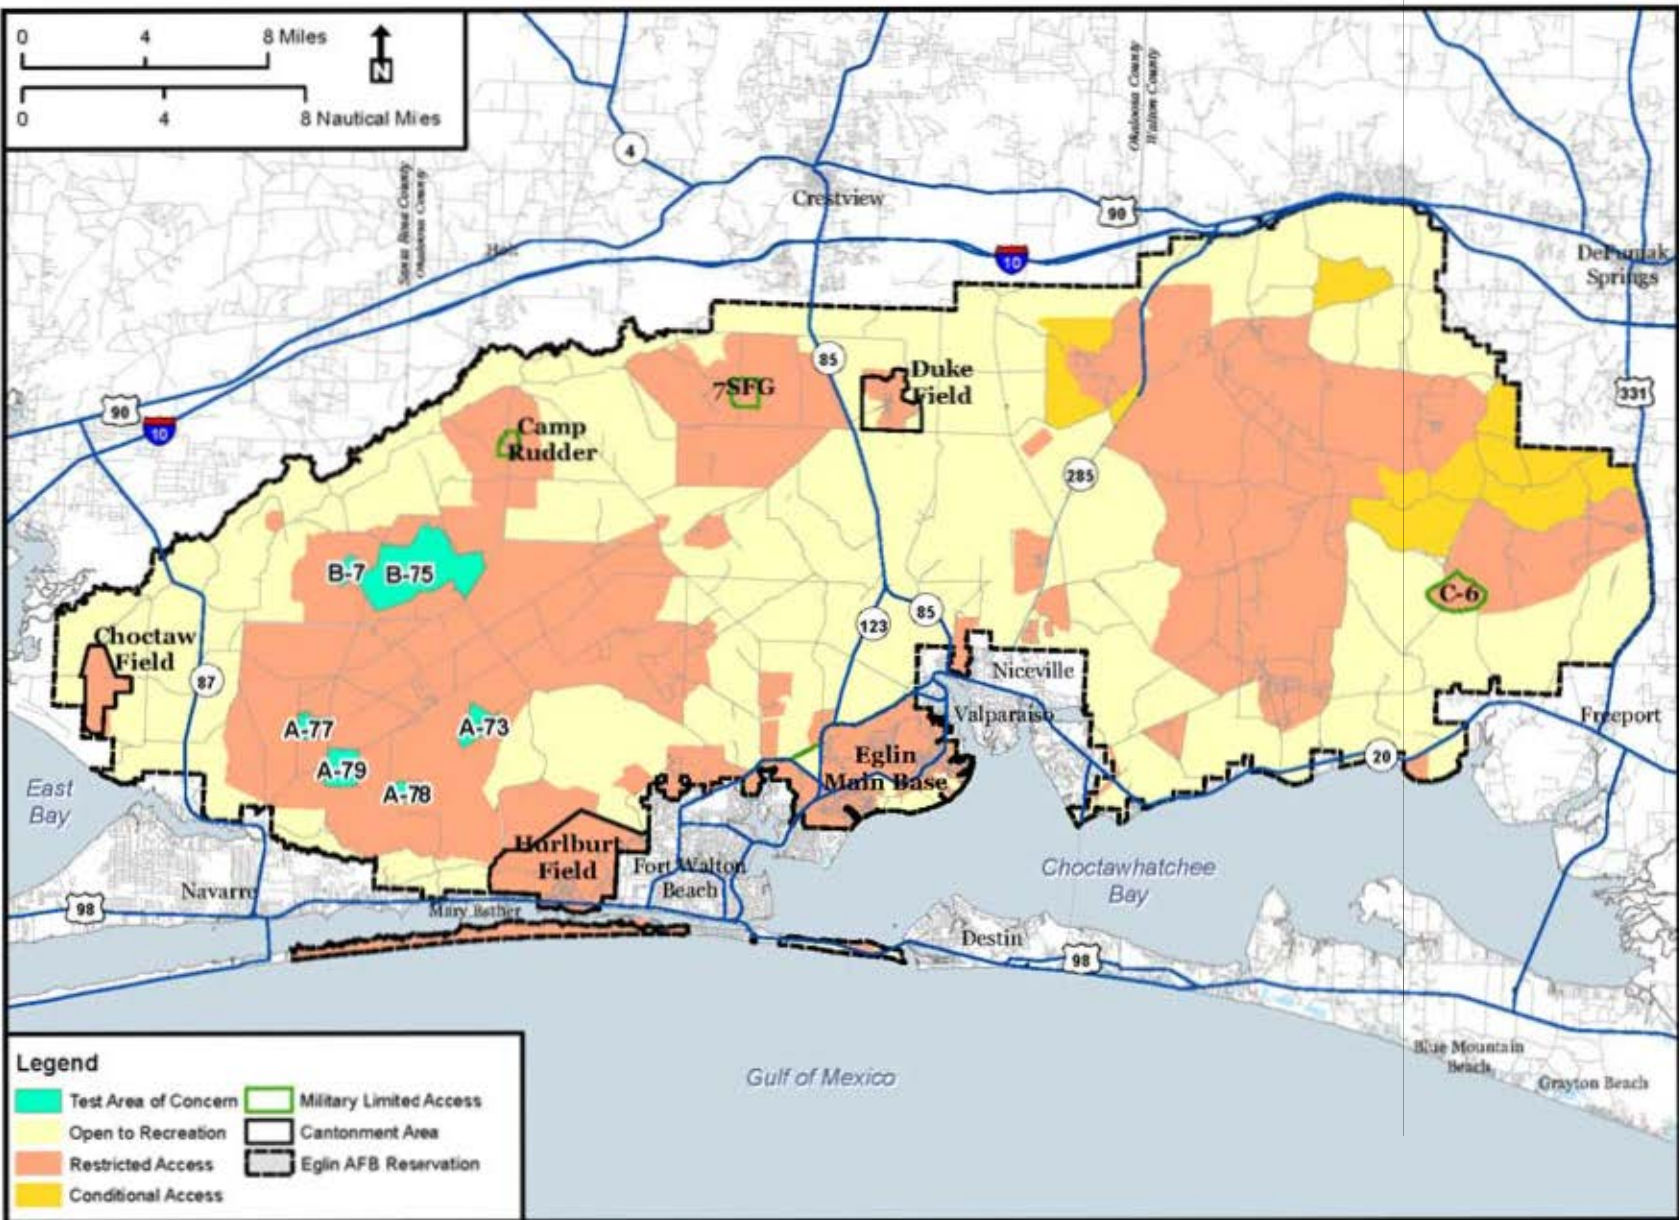 0 4 8 Miles
N
0 4 8 Nautical Miles
Santa Rosa County
Okaloosa County
Okaloosa County
Walton County
4
Crestview
90
Holt
10
DeFuniak
Springs
85
Duke
Field
7SFG
331
90
10
Camp
Rudder
285
B-7
B-75
C-6
123
85
Choctaw
Field
87
Niceville
Valparaiso
Freeport
A-77
A-73
A-79
A-78
Eglin
Main Base
20
East
Bay
Hurlburt
Field
Fort Walton
Beach
Choctawhatchee
Bay
Navarre
98
Mary Esther
Destin
98
Gulf of Mexico
Blue Mountain
Beach
Grayton Beach
Legend
Test Area of Concern
Military Limited Access
Open to Recreation
Cantonment Area
Restricted Access
Eglin AFB Reservation
Conditional Access